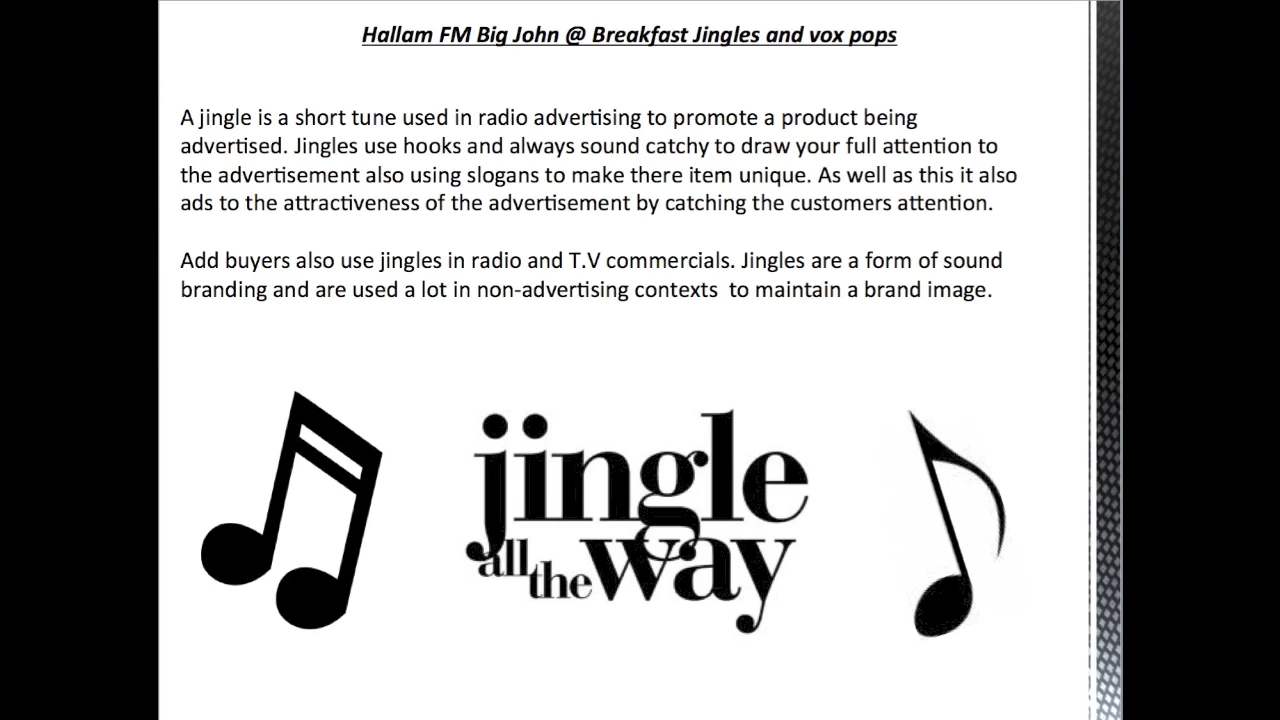 Hallam FM Big John @ Breakfast Jingles and vox pops
A jingle is a short tune used in radio advertising to promote a product being
advertised. Jingles use hooks and always sound catchy to draw your full attention to
the advertisement also using slogans to make there item unique. As well as this it also
ads to the attractiveness of the advertisement by catching the customers attention.
Add buyers also use jingles in radio and T.V commercials. Jingles are a form of sound
branding and are used a lot in non-advertising contexts  to maintain a brand image.
jingle
all the way